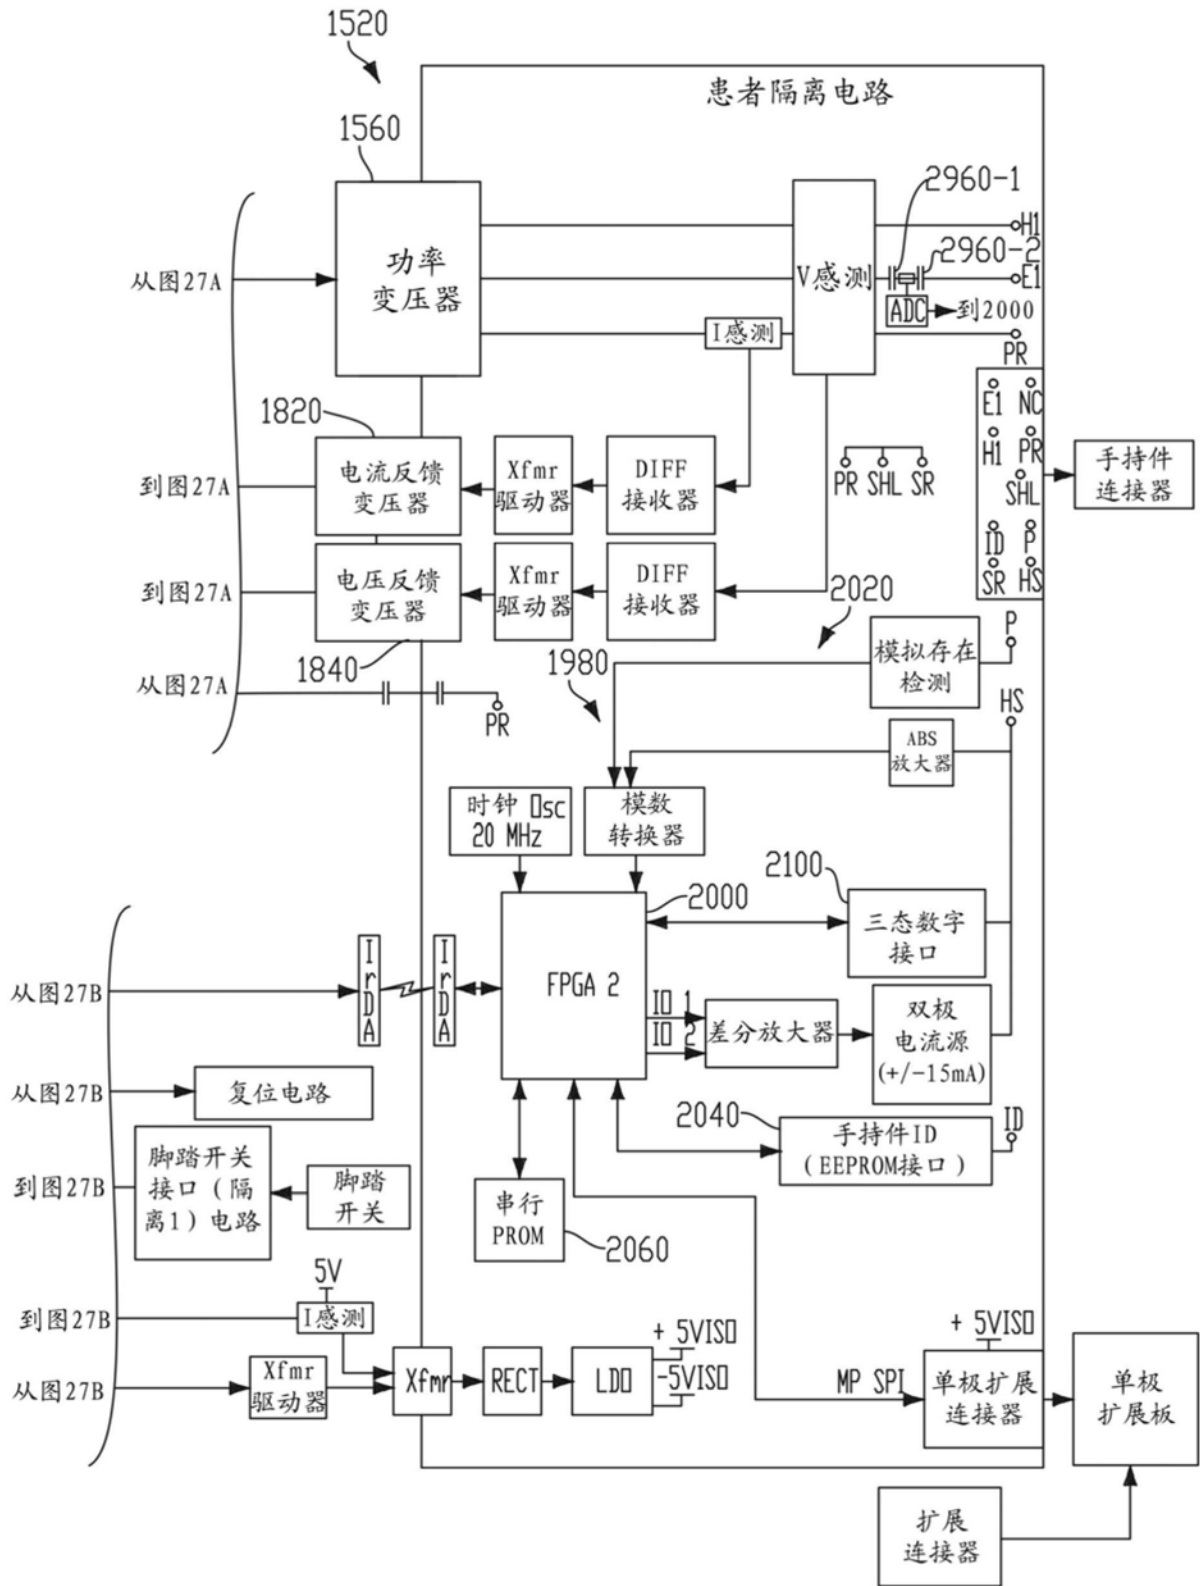 1520
患者隔离电路
1560
2960-1
H1
2960-2
从图27A
功率
变压器
V感测
E1
ADC
到2000
I感测
PR
1820
E1 NC
H1 PR
SHL
ID P
SR HS
手持件
连接器
到图27A
电流反馈
变压器
Xfmr
驱动器
DIFF
接收器
PR SHL SR
到图27A
电压反馈
变压器
Xfmr
驱动器
DIFF
接收器
2020
1840
1980
P
模拟存在
检测
从图27A
PR
HS
ABS
放大器
时钟 Osc
20 MHz
模数
转换器
2000
2100
三态数字
接口
从图27B
IrDA
IrDA
FPGA 2
IO 1
IO 2
差分放大器
双极
电流源
(+/-15mA)
从图27B
复位电路
2040
手持件ID
(EEPROM接口)
ID
到图27B
脚踏开关
接口(隔
离1)电路
脚踏
开关
串行
PROM
2060
5V
到图27B
I感测
+ 5VISO
-5VISO
+ 5VISO
从图27B
Xfmr
驱动器
Xfmr
RECT
LDO
MP SPI
单极扩展
连接器
单极
扩展板
扩展
连接器